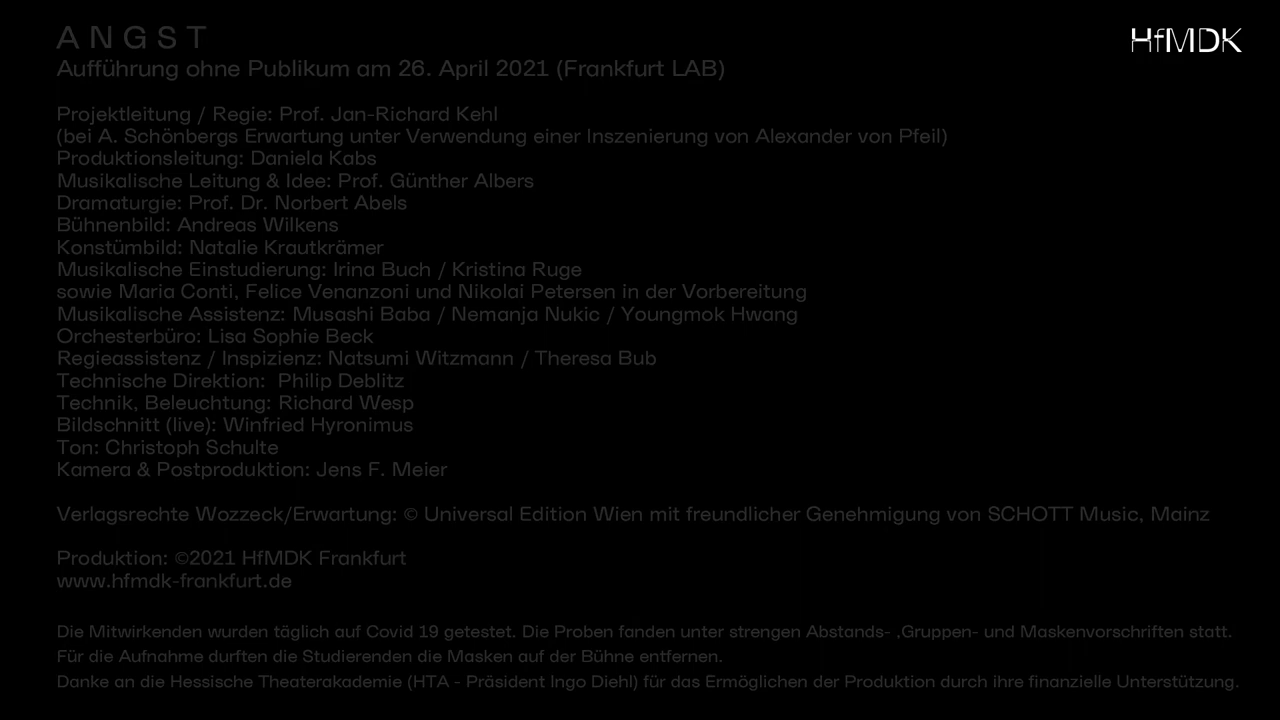 A N G S T
HfMDK
Aufführung ohne Publikum am 26. April 2021 (Frankfurt LAB)
Projektleitung / Regie: Prof. Jan-Richard Kehl
(bei A. Schönbergs Erwartung unter Verwendung einer Inszenierung von Alexander von Pfeil)
Produktionsleitung: Daniela Kabs
Musikalische Leitung & Idee: Prof. Günther Albers
Dramaturgie: Prof. Dr. Norbert Abels
Bühnenbild: Andreas Wilkens
Konstümbild: Natalie Krautkrämer
Musikalische Einstudierung: Irina Buch / Kristina Ruge
sowie Maria Conti, Felice Venanzoni und Nikolai Petersen in der Vorbereitung
Musikalische Assistenz: Musashi Baba / Nemanja Nukic / Youngmok Hwang
Orchesterbüro: Lisa Sophie Beck
Regieassistenz / Inspizienz: Natsumi Witzmann / Theresa Bub
Technische Direktion:  Philip Deblitz
Technik, Beleuchtung: Richard Wesp
Bildschnitt (live): Winfried Hyronimus
Ton: Christoph Schulte
Kamera & Postproduktion: Jens F. Meier
Verlagsrechte Wozzeck/Erwartung: © Universal Edition Wien mit freundlicher Genehmigung von SCHOTT Music, Mainz
Produktion: ©2021 HfMDK Frankfurt
www.hfmdk-frankfurt.de
Die Mitwirkenden wurden täglich auf Covid 19 getestet. Die Proben fanden unter strengen Abstands- ,Gruppen- und Maskenvorschriften statt.
Für die Aufnahme durften die Studierenden die Masken auf der Bühne entfernen.
Danke an die Hessische Theaterakademie (HTA - Präsident Ingo Diehl) für das Ermöglichen der Produktion durch ihre finanzielle Unterstützung.